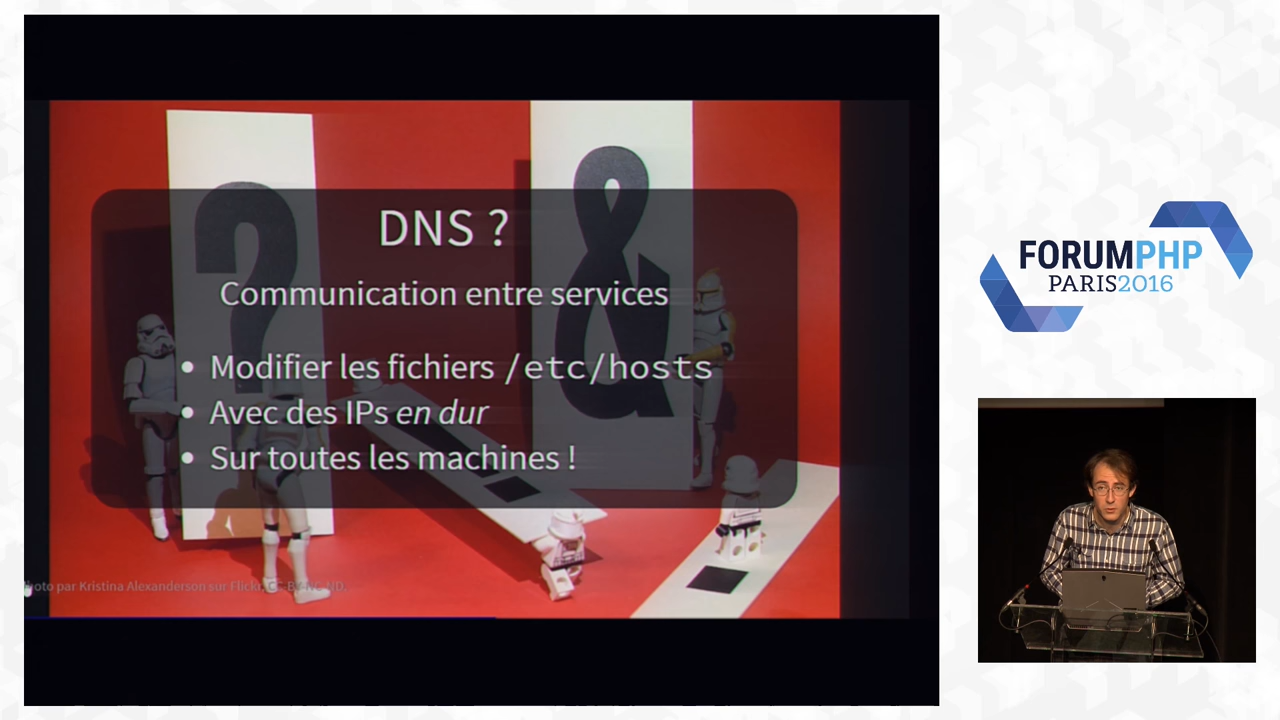 DNS ?
Communication entre services
• Modifier les fichiers /etc/hosts
• Avec des IPs en dur
• Sur toutes les machines !
Photo par Kristina Alexanderson sur Flickr, CC-BY-NC-ND.
FORUMPHP
PARIS2016
? &